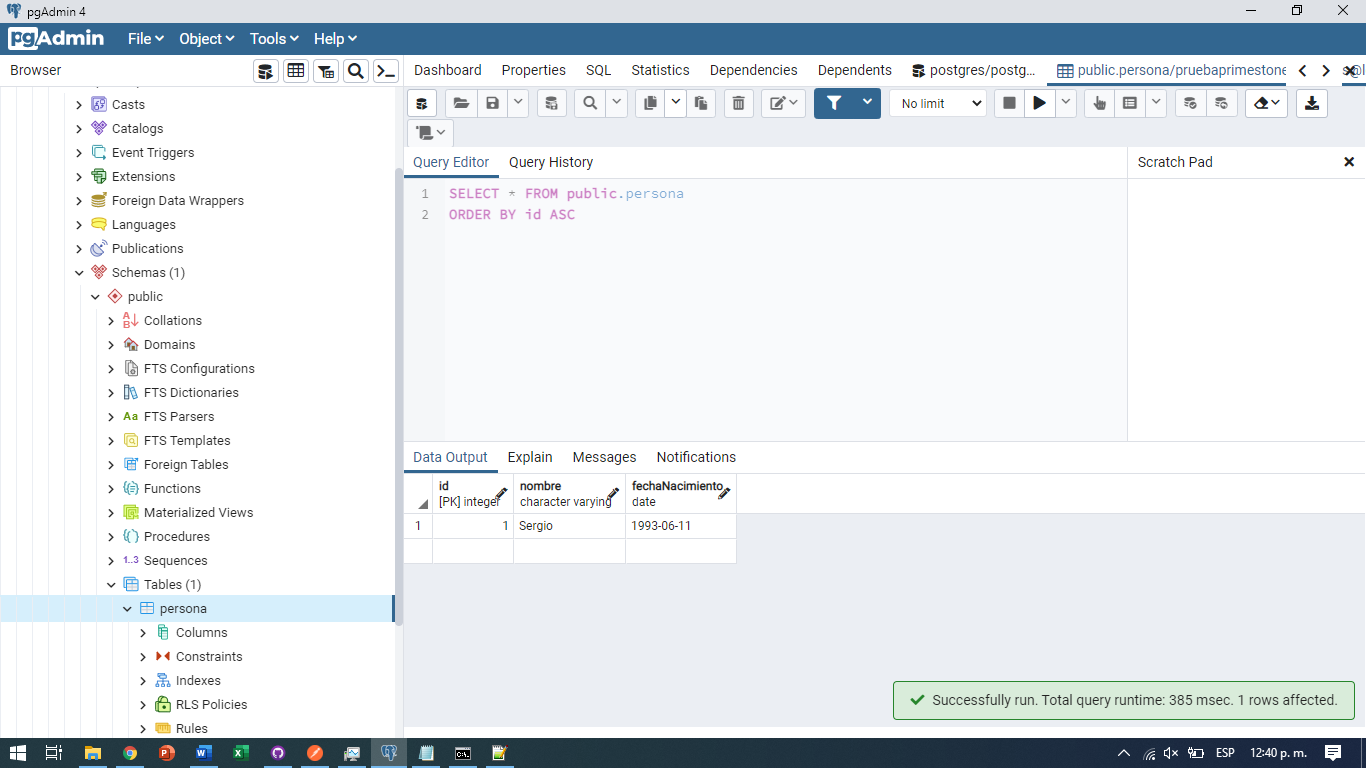 pgAdmin 4
pgAdmin File Object Tools Help
Browser
Dashboard Properties SQL Statistics Dependencies Dependents postgres/postg... public.persona/pruebaprimestone
No limit
Query Editor Query History
Scratch Pad
1 SELECT * FROM public.persona
2 ORDER BY id ASC
Casts
Catalogs
Event Triggers
Extensions
Foreign Data Wrappers
Languages
Publications
Schemas (1)
public
Collations
Domains
FTS Configurations
FTS Dictionaries
Aa FTS Parsers
FTS Templates
Foreign Tables
Functions
Materialized Views
Procedures
1..3 Sequences
Tables (1)
persona
Columns
Constraints
Indexes
RLS Policies
Rules
Data Output Explain Messages Notifications
id nombre fechaNacimiento
[PK] integer character varying date
1 1 Sergio 1993-06-11
Successfully run. Total query runtime: 385 msec. 1 rows affected.
ESP 12:40 p. m.